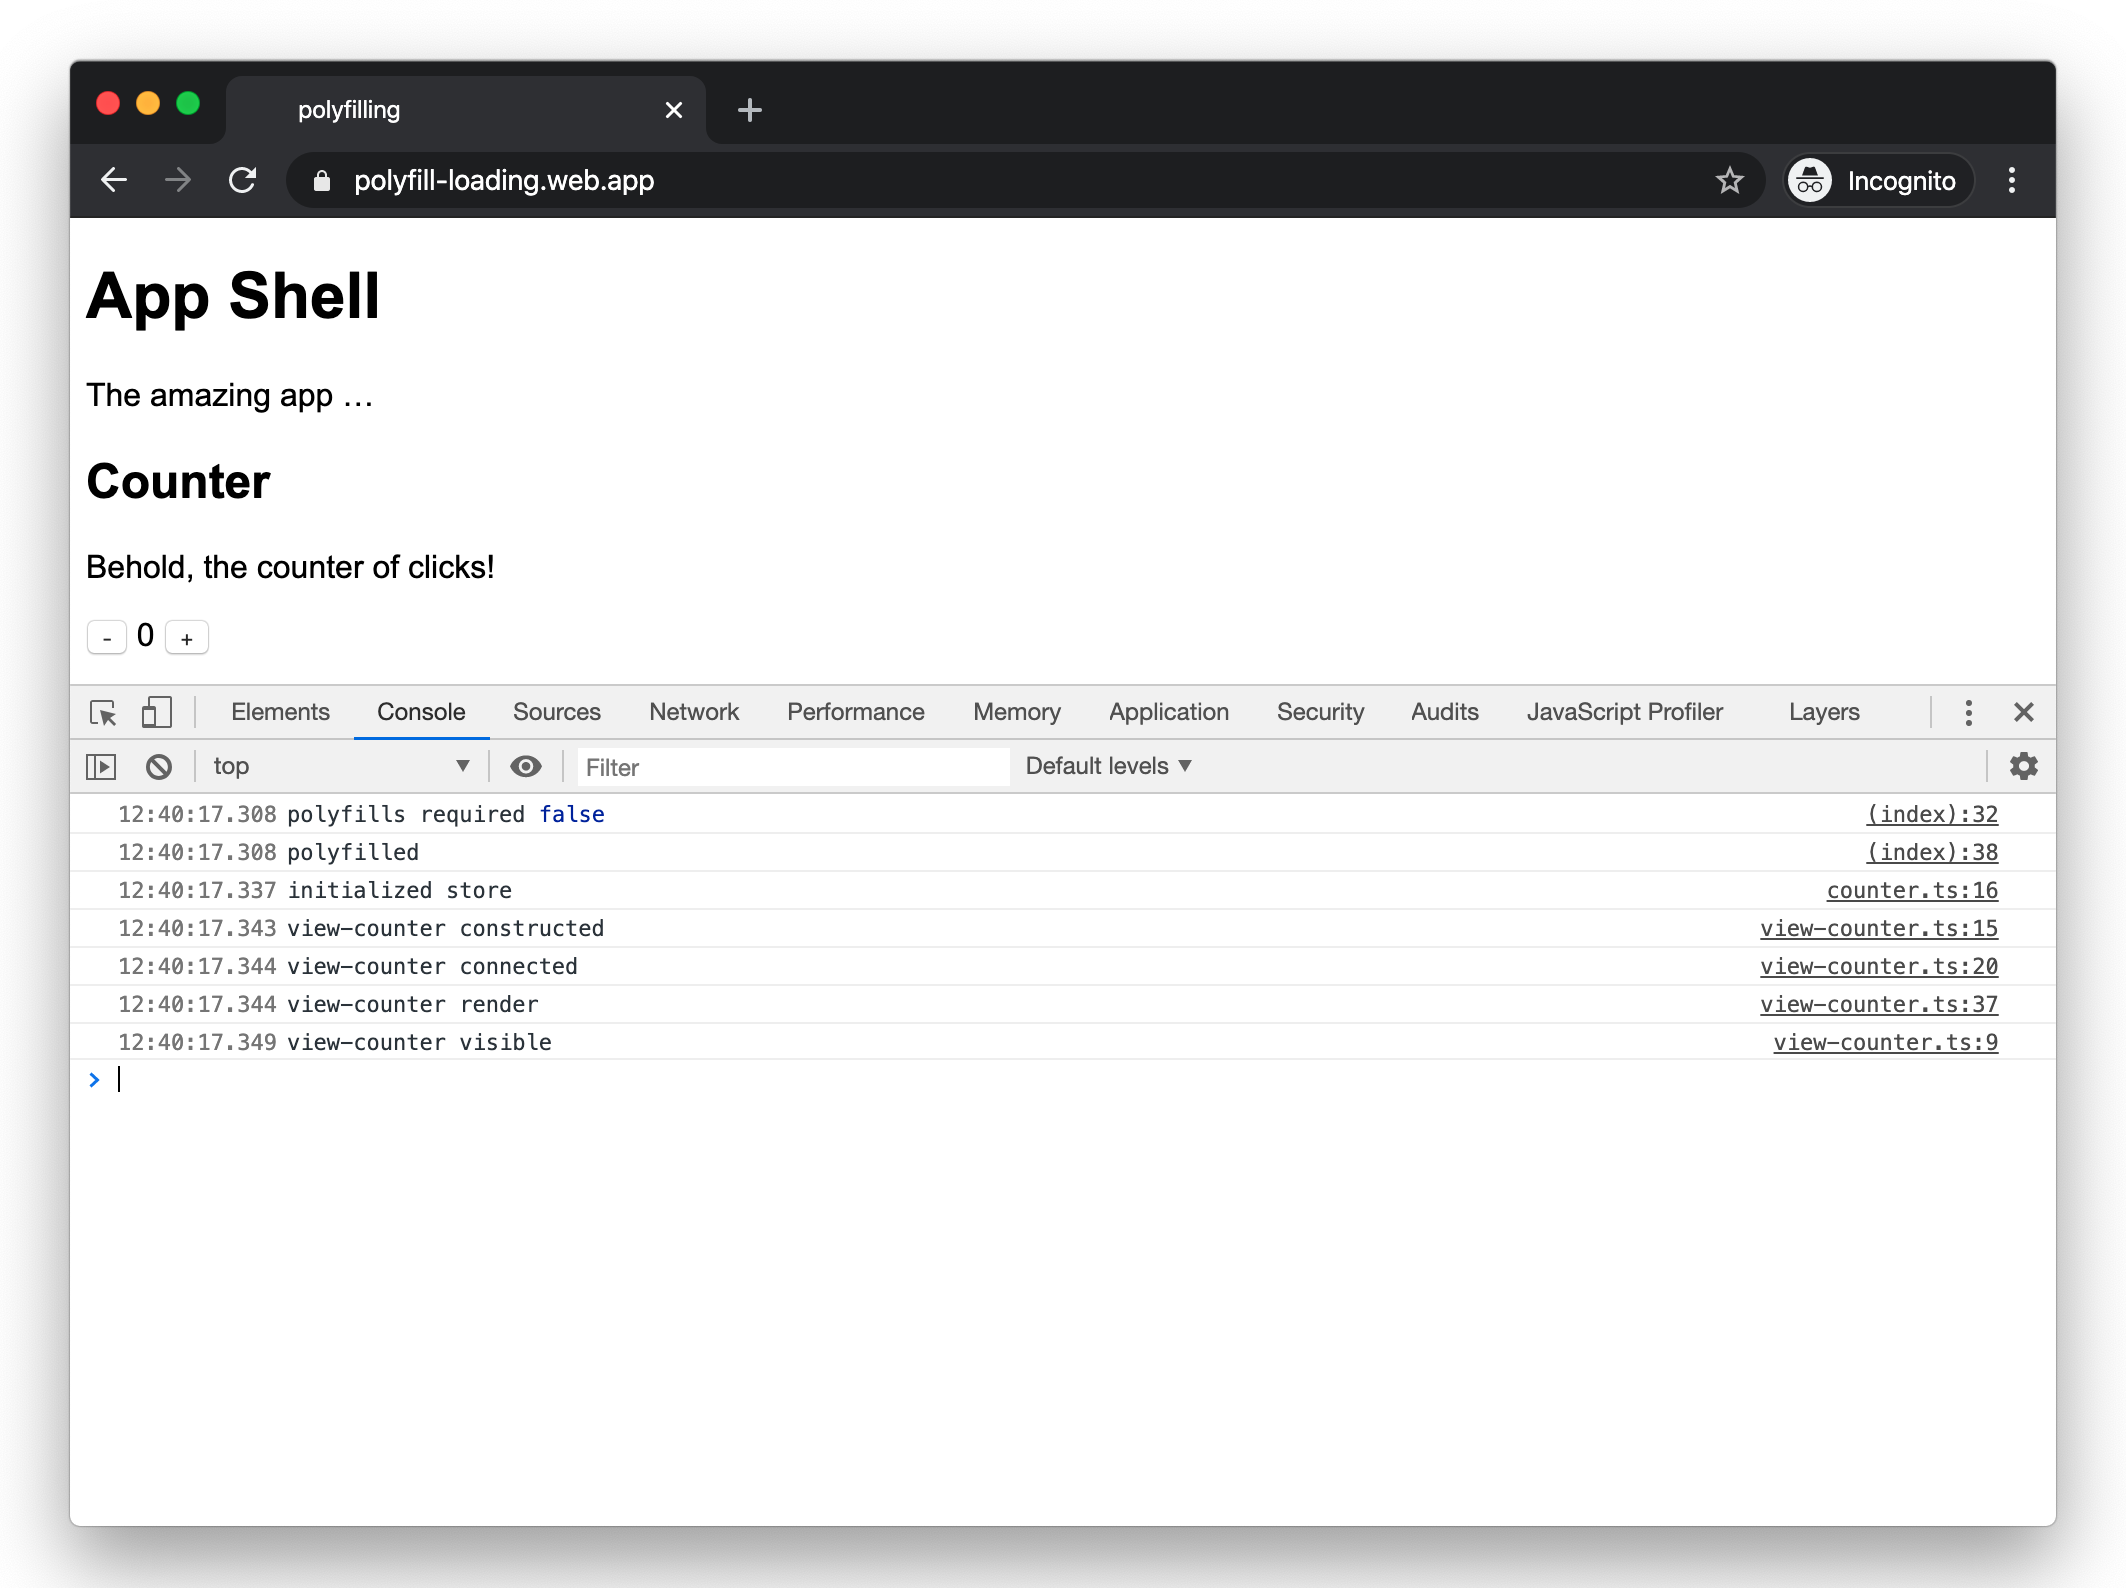 polyfilling
polyfill-loading.web.app Incognito
App Shell
The amazing app …
Counter
Behold, the counter of clicks!
- 0 +
Elements Console Sources Network Performance Memory Application Security Audits JavaScript Profiler Layers
top Filter Default levels
12:40:17.308 polyfills required false (index):32
12:40:17.308 polyfilled (index):38
12:40:17.337 initialized store counter.ts:16
12:40:17.343 view-counter constructed view-counter.ts:15
12:40:17.344 view-counter connected view-counter.ts:20
12:40:17.344 view-counter render view-counter.ts:37
12:40:17.349 view-counter visible view-counter.ts:9